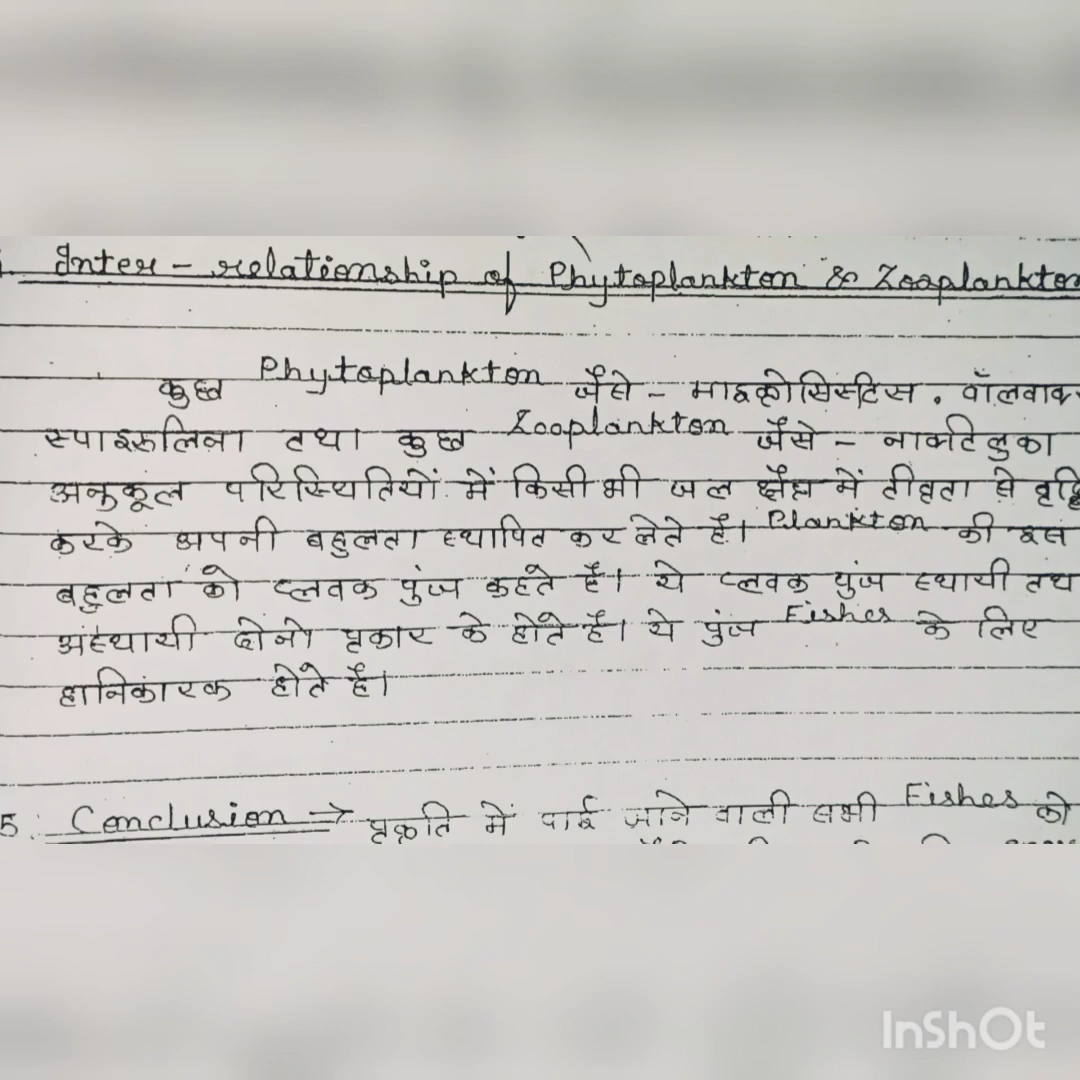 Inter-relationship of Phytoplankton & Zooplankton
कुछ Phytoplankton जैसे - माइक्रोसिस्टिस, वॉलवाक
स्पाइरूलिना तथा कुछ Zooplankton जैसे - नाक्टिलुका
अनुकूल परिस्थितियों में किसी भी जल क्षेत्र में तीव्रता से वृद्धि
करके अपनी बहुलता स्थापित कर लेते हैं। Plankton की इस
बहुलता को प्लवक पुंज कहते हैं। ये प्लवक पुंज स्थायी तथ
अस्थायी दोनो प्रकार के होते हैं। ये पुंज Fishes के लिए
हानिकारक होते हैं।
5. Conclusion → प्रकृति में पाई जाने वाली सभी Fishes को
InShOt